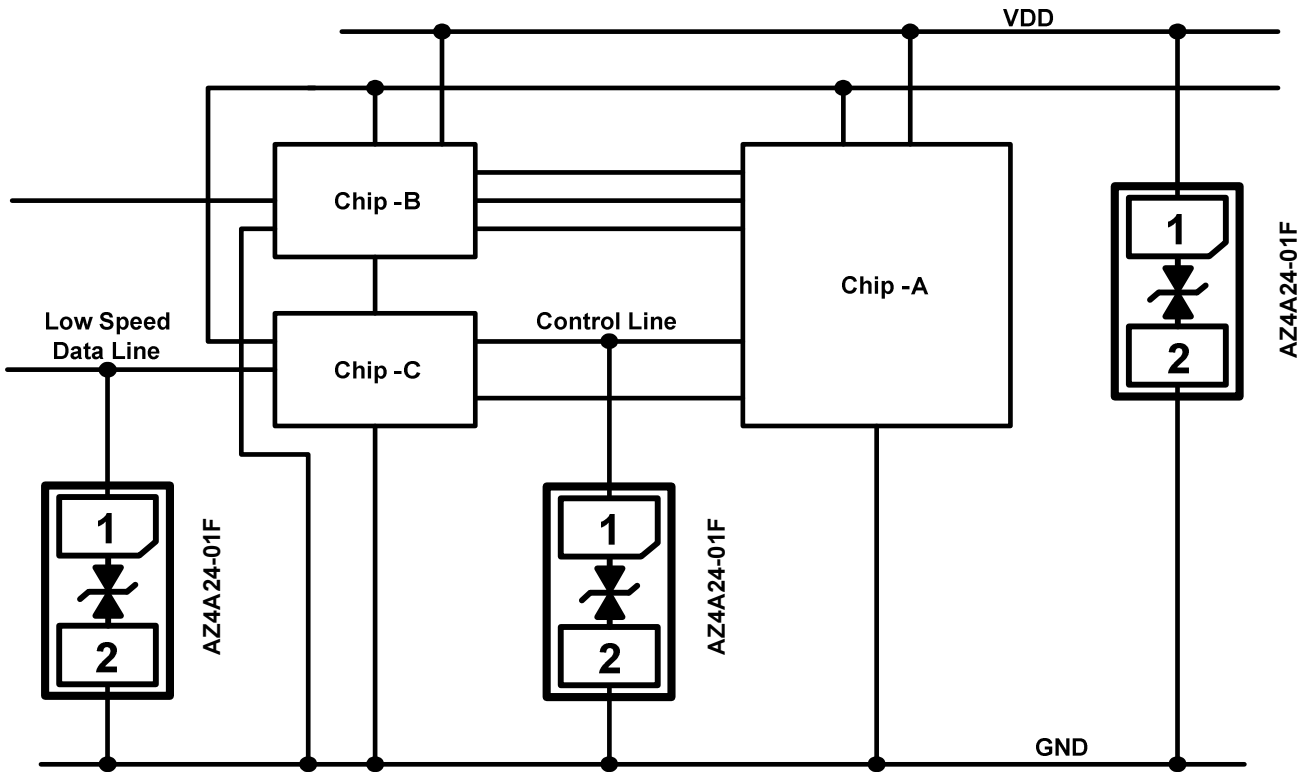 VDD
Chip -B
Chip -A
1
2
AZ4A24-01F
Low Speed
Data Line
Control Line
Chip -C
1
2
AZ4A24-01F
1
2
AZ4A24-01F
GND